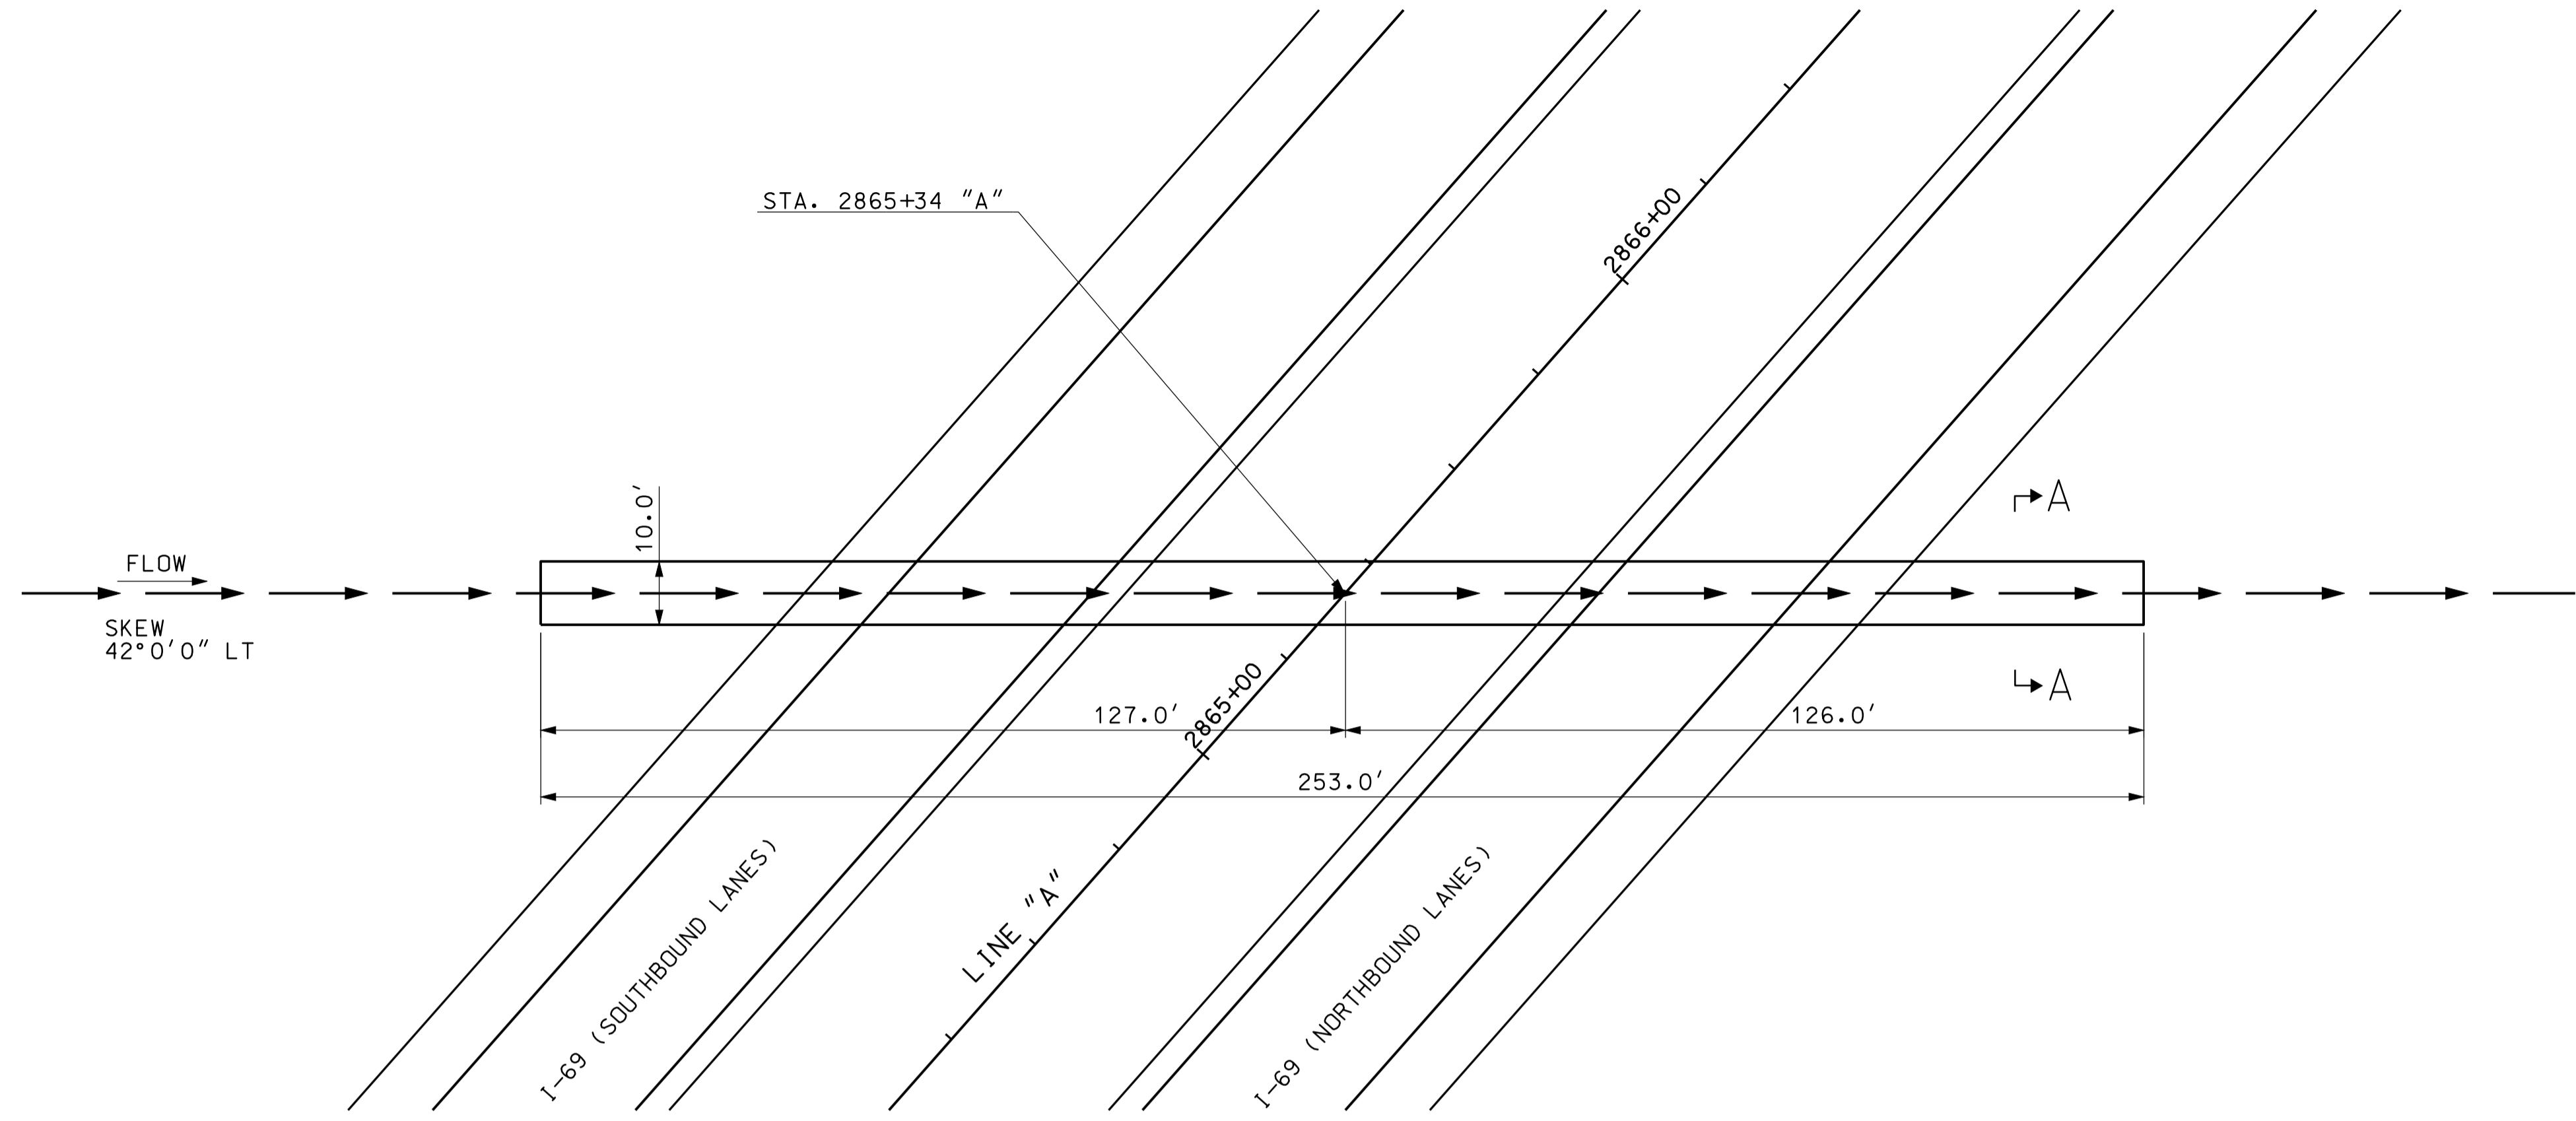 STA. 2865+34 "A"
2866+00
10.0'
A
FLOW
SKEW
42°0'0" LT
A
2865+00
127.0'
126.0'
253.0'
LINE "A"
I-69 (SOUTHBOUND LANES)
I-69 (NORTHBOUND LANES)